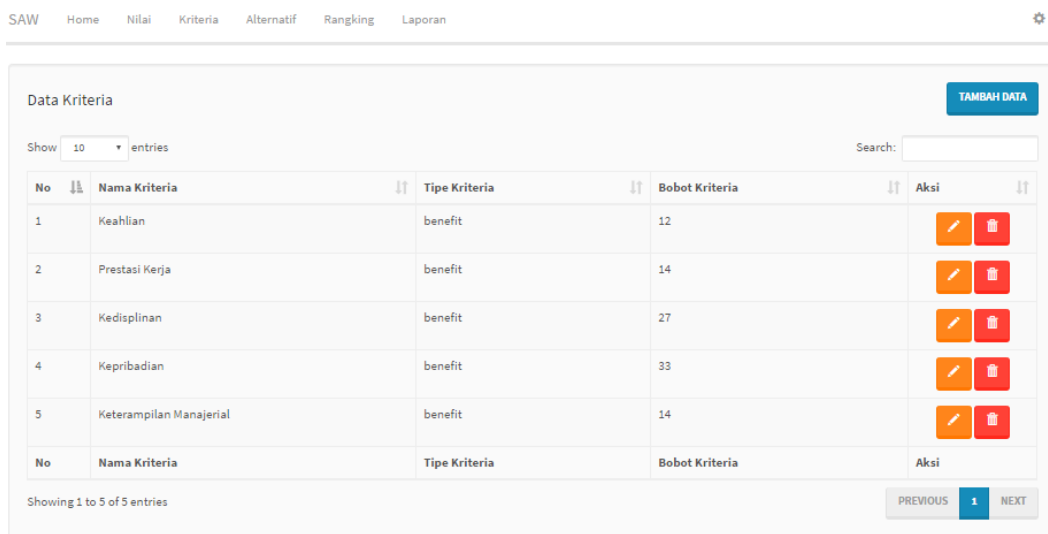 SAW Home Nilai Kriteria Alternatif Rangking Laporan
Data Kriteria TAMBAH DATA
Show 10 entries Search:
No Nama Kriteria Tipe Kriteria Bobot Kriteria Aksi
1 Keahlian benefit 12
2 Prestasi Kerja benefit 14
3 Kedisplinan benefit 27
4 Kepribadian benefit 33
5 Keterampilan Manajerial benefit 14
No Nama Kriteria Tipe Kriteria Bobot Kriteria Aksi
Showing 1 to 5 of 5 entries PREVIOUS 1 NEXT